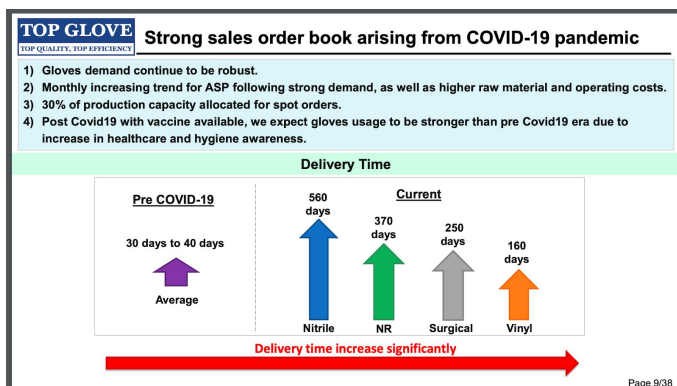 TOP GLOVE
TOP QUALITY, TOP EFFICIENCY
Strong sales order book arising from COVID-19 pandemic
1) Gloves demand continue to be robust.
2) Monthly increasing trend for ASP following strong demand, as well as higher raw material and operating costs.
3) 30% of production capacity allocated for spot orders.
4) Post Covid19 with vaccine available, we expect gloves usage to be stronger than pre Covid19 era due to
increase in healthcare and hygiene awareness.
Delivery Time
Pre COVID-19
30 days to 40 days
Average
Current
560
days
370
days
250
days
160
days
Nitrile
NR
Surgical
Vinyl
Delivery time increase significantly
Page 9/38